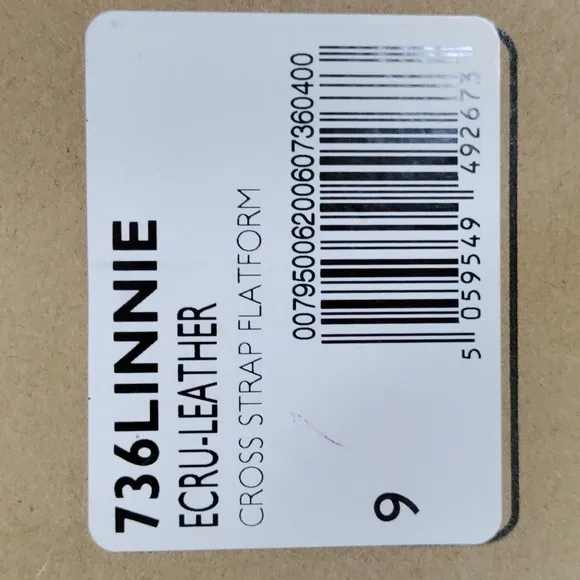 736LINNIE
ECRU-LEATHER
CROSS STRAP FLATFORM
00795006200607360400
5 059549 492673
9